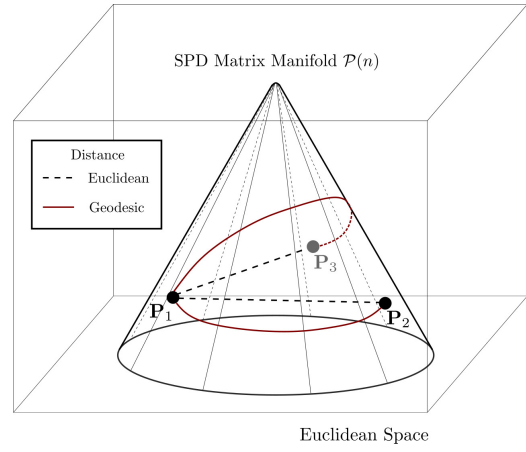 SPD Matrix Manifold 𝒫(n)
Distance
Euclidean
Geodesic
P₃
P₁
P₂
Euclidean Space